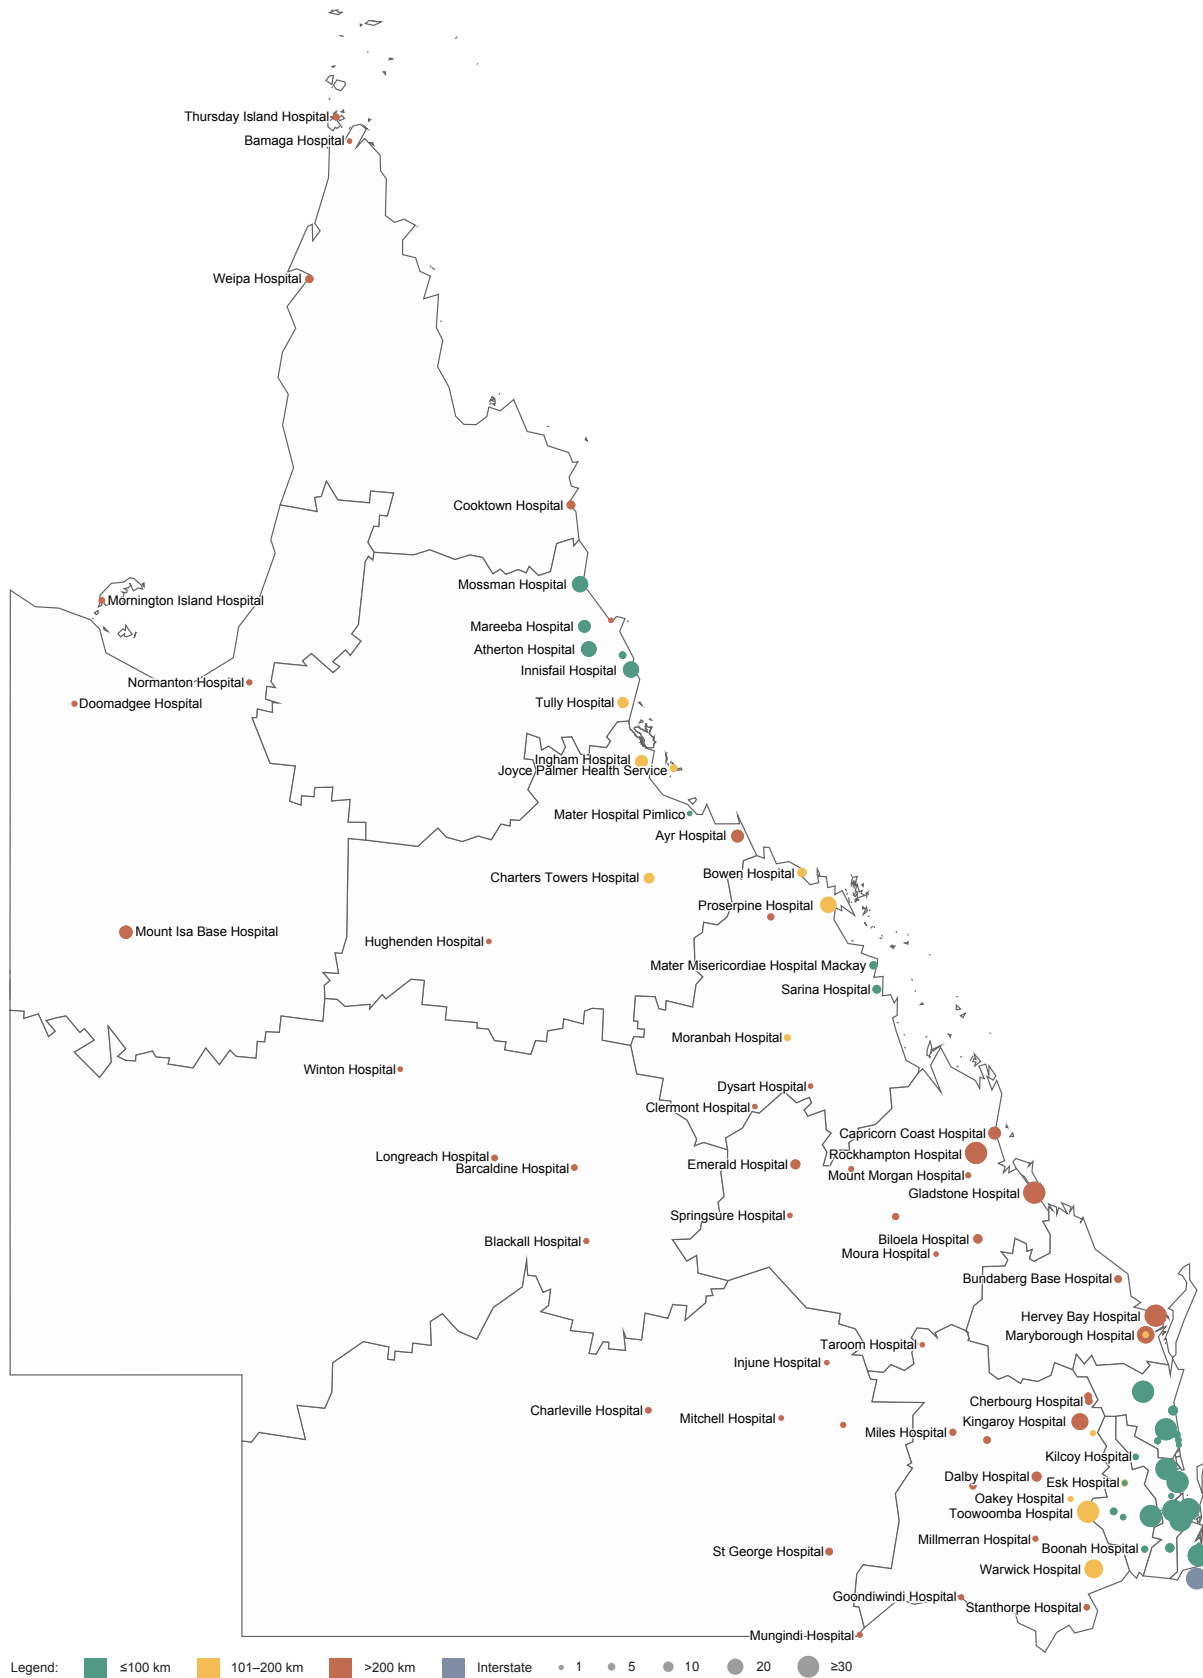 Thursday Island Hospital
Bamaga Hospital
Weipa Hospital
Cooktown Hospital
Mossman Hospital
Mornington Island Hospital
Mareeba Hospital
Atherton Hospital
Innisfail Hospital
Normanton Hospital
Doomadgee Hospital
Tully Hospital
Ingham Hospital
Joyce Palmer Health Service
Mater Hospital Pimlico
Ayr Hospital
Bowen Hospital
Charters Towers Hospital
Proserpine Hospital
Mount Isa Base Hospital
Hughenden Hospital
Mater Misericordiae Hospital Mackay
Sarina Hospital
Moranbah Hospital
Winton Hospital
Dysart Hospital
Clermont Hospital
Capricorn Coast Hospital
Rockhampton Hospital
Longreach Hospital
Barcaldine Hospital
Emerald Hospital
Mount Morgan Hospital
Gladstone Hospital
Springsure Hospital
Blackall Hospital
Biloela Hospital
Moura Hospital
Bundaberg Base Hospital
Hervey Bay Hospital
Maryborough Hospital
Taroom Hospital
Injune Hospital
Cherbourg Hospital
Charleville Hospital
Mitchell Hospital
Kingaroy Hospital
Miles Hospital
Kilcoy Hospital
Dalby Hospital
Esk Hospital
Oakey Hospital
Toowoomba Hospital
Millmerran Hospital
St George Hospital
Boonah Hospital
Warwick Hospital
Goondiwindi Hospital
Stanthorpe Hospital
Mungindi Hospital
Legend: ≤100 km 101–200 km >200 km Interstate 1 5 10 20 ≥30